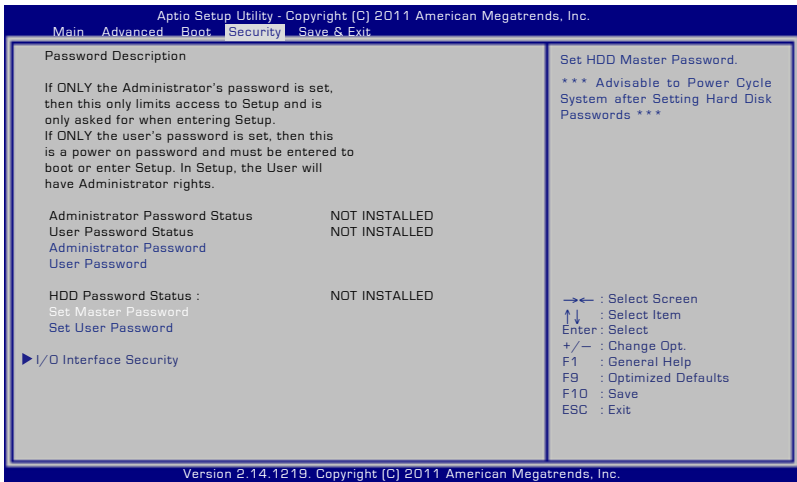 Aptio Setup Utility - Copyright (C) 2011 American Megatrends, Inc.
Main Advanced Boot Security Save & Exit
Password Description
If ONLY the Administrator's password is set,
then this only limits access to Setup and is
only asked for when entering Setup.
If ONLY the user's password is set, then this
is a power on password and must be entered to
boot or enter Setup. In Setup, the User will
have Administrator rights.
Administrator Password Status NOT INSTALLED
User Password Status NOT INSTALLED
Administrator Password
User Password
HDD Password Status : NOT INSTALLED
Set Master Password
Set User Password
▶ I/O Interface Security
Set HDD Master Password.
*** Advisable to Power Cycle
System after Setting Hard Disk
Passwords ***
→← : Select Screen
↑↓ : Select Item
Enter : Select
+/— : Change Opt.
F1 : General Help
F9 : Optimized Defaults
F10 : Save
ESC : Exit
Version 2.14.1219. Copyright (C) 2011 American Megatrends, Inc.